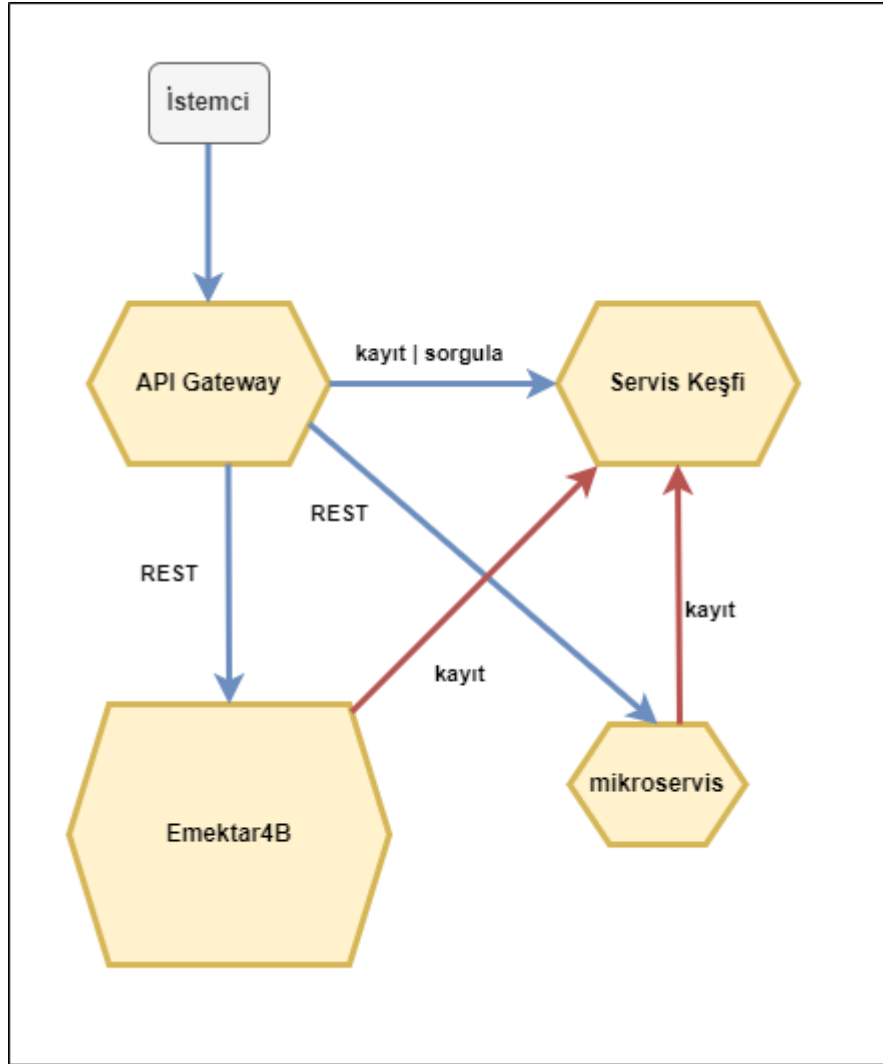 İstemci
API Gateway
kayıt | sorgula
Servis Keşfi
REST
REST
kayıt
kayıt
mikroservis
Emektar4B